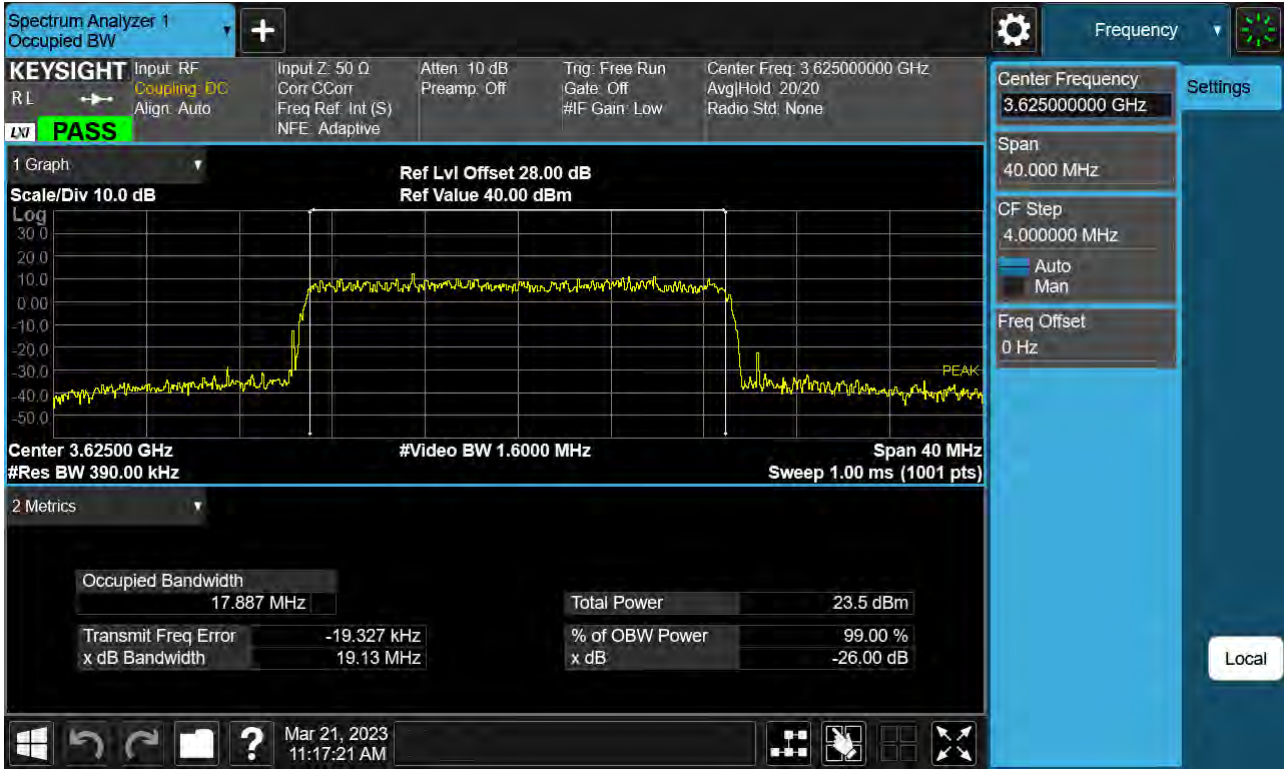 Spectrum Analyzer 1
Occupied BW
Frequency
KEYSIGHT
R L
LXI PASS
Input: RF
Coupling: DC
Align: Auto
Input Z: 50 Ω
Corr CCorr
Freq Ref: Int (S)
NFE: Adaptive
Atten: 10 dB
Preamp: Off
Trig: Free Run
Gate: Off
#IF Gain: Low
Center Freq: 3.625000000 GHz
Avg|Hold: 20/20
Radio Std: None
1 Graph
Scale/Div 10.0 dB
Ref Lvl Offset 28.00 dB
Ref Value 40.00 dBm
Log
30.0
20.0
10.0
0.00
-10.0
-20.0
-30.0
-40.0
-50.0
PEAK
Center 3.62500 GHz
#Video BW 1.6000 MHz
Span 40 MHz
#Res BW 390.00 kHz
Sweep 1.00 ms (1001 pts)
2 Metrics
Occupied Bandwidth
17.887 MHz
Transmit Freq Error -19.327 kHz
x dB Bandwidth 19.13 MHz
Total Power 23.5 dBm
% of OBW Power 99.00 %
x dB -26.00 dB
Center Frequency
3.625000000 GHz
Settings
Span
40.000 MHz
CF Step
4.000000 MHz
Auto
Man
Freq Offset
0 Hz
Local
?
Mar 21, 2023
11:17:21 AM